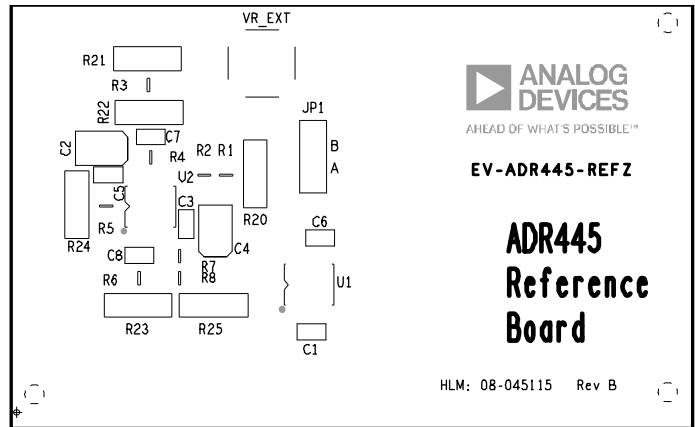 VR_EXT
R21
R3
R22
C2
C7
R4
R2 R1
JP1
B
A
U2
C5
C3
R5
R24
R20
C4
C6
C8
R7
R8
R6
U1
R23
R25
C1
ANALOG
DEVICES
AHEAD OF WHAT'S POSSIBLE™
EV-ADR445-REFZ
ADR445
Reference
Board
HLM: 08-045115 Rev B